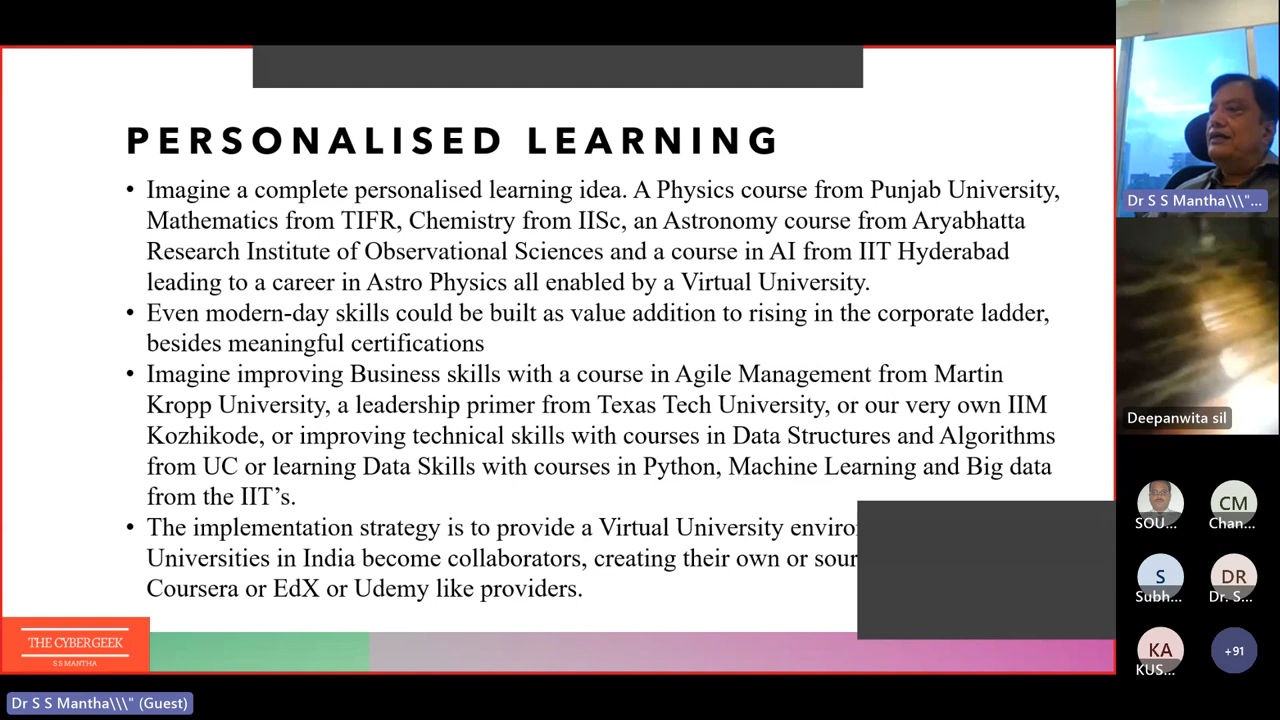 PERSONALISED LEARNING
• Imagine a complete personalised learning idea. A Physics course from Punjab University,
Mathematics from TIFR, Chemistry from IISc, an Astronomy course from Aryabhatta
Research Institute of Observational Sciences and a course in AI from IIT Hyderabad
leading to a career in Astro Physics all enabled by a Virtual University.
• Even modern-day skills could be built as value addition to rising in the corporate ladder,
besides meaningful certifications
• Imagine improving Business skills with a course in Agile Management from Martin
Kropp University, a leadership primer from Texas Tech University, or our very own IIM
Kozhikode, or improving technical skills with courses in Data Structures and Algorithms
from UC or learning Data Skills with courses in Python, Machine Learning and Big data
from the IIT’s.
• The implementation strategy is to provide a Virtual University
Universities in India become collaborators, creating their own or
Coursera or EdX or Udemy like providers.
THE CYBERGEEK
S S MANTHA
Dr S S Mantha\\\" (Guest)
Dr S S Mantha\\\"...
Deepanwita sil
SOU...
CM
Chan...
S
Subh...
DR
Dr. S...
KA
KUS...
+91